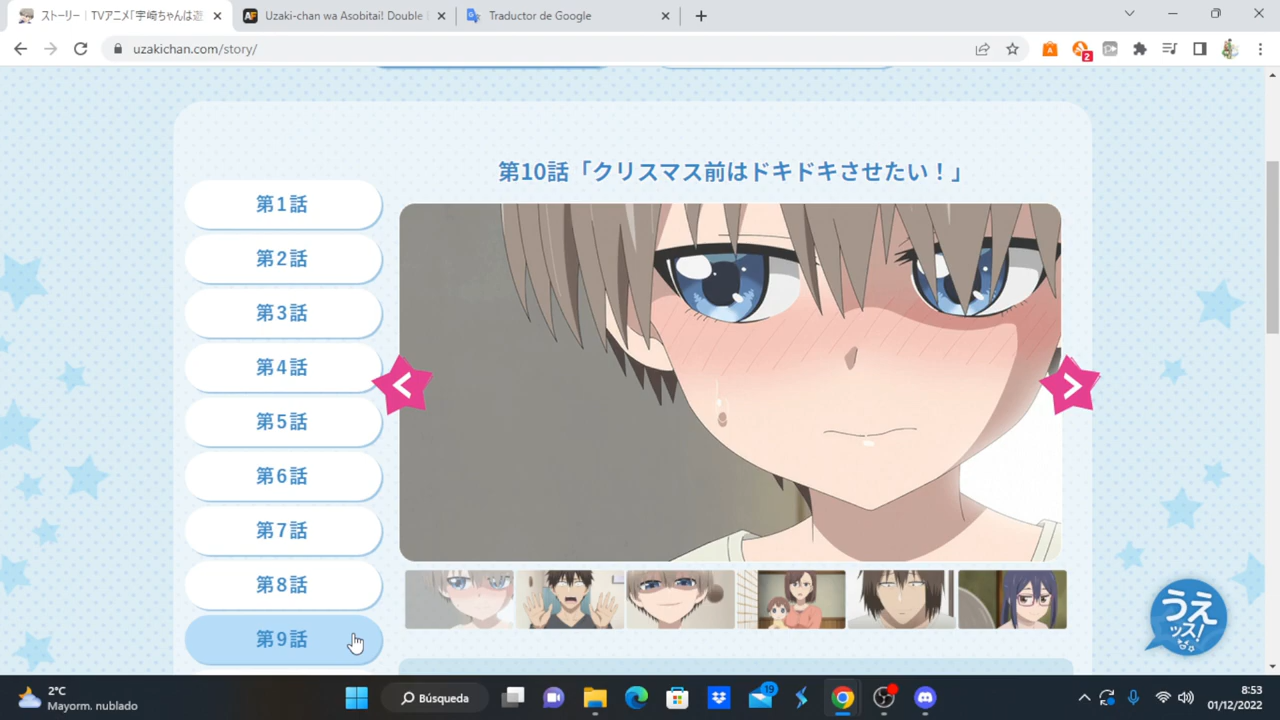 ストーリー｜TVアニメ「宇崎ちゃんは遊
Uzaki-chan wa Asobitai! Double
Traductor de Google
uzakichan.com/story/
2
第10話「クリスマス前はドキドキさせたい！」
第1話
第2話
第3話
第4話
第5話
第6話
第7話
第8話
第9話
うえ
ッス!
2°C
Mayorm. nublado
Búsqueda
19
8:53
01/12/2022